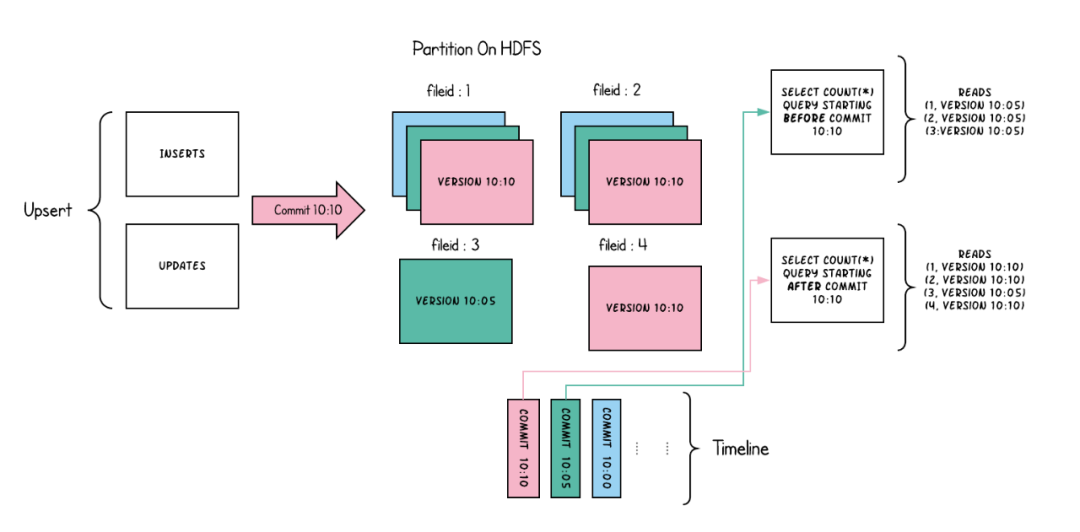 Partition On HDFS
fileid : 1
fileid : 2
INSERTS
UPDATES
Upsert
Commit 10:10
VERSION 10:10
VERSION 10:10
fileid : 3
fileid : 4
VERSION 10:05
VERSION 10:10
SELECT COUNT(*)
QUERY STARTING
BEFORE COMMIT
10:10
READS
(1, VERSION 10:05)
(2, VERSION 10:05)
(3:VERSION 10:05)
SELECT COUNT(*)
QUERY STARTING
AFTER COMMIT
10:10
READS
(1, VERSION 10:10)
(2, VERSION 10:10)
(3, VERSION 10:05)
(4, VERSION 10:10)
COMMIT 10:10
COMMIT 10:05
COMMIT 10:00
Timeline